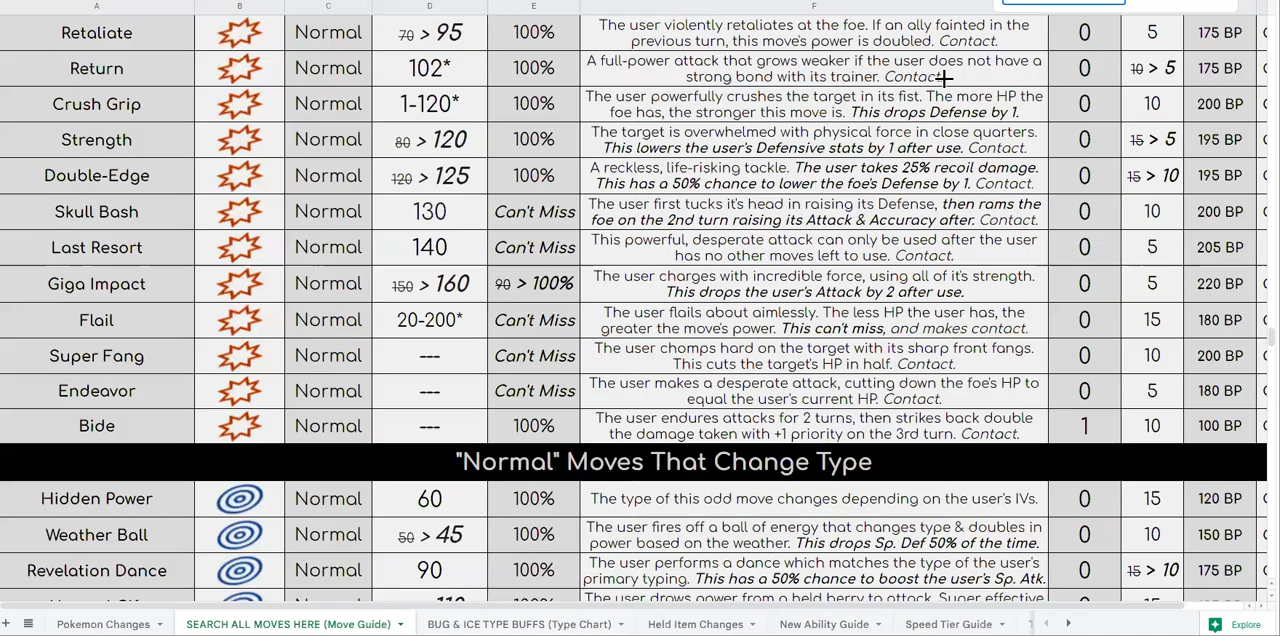 A B C D E F
Retaliate Normal 70 > 95 100% The user violently retaliates at the foe. If an ally fainted in the 0 5 175 BP
previous turn, this move's power is doubled. Contact.
Return Normal 102* 100% A full-power attack that grows weaker if the user does not have a 0 10 > 5 175 BP
strong bond with its trainer. Contact.
Crush Grip Normal 1-120* 100% The user powerfully crushes the target in its fist. The more HP the 0 10 200 BP
foe has, the stronger this move is. This drops Defense by 1.
Strength Normal 80 > 120 100% The target is overwhelmed with physical force in close quarters. 0 15 > 5 195 BP
This lowers the user's Defensive stats by 1 after use. Contact.
Double-Edge Normal 120 > 125 100% A reckless, life-risking tackle. The user takes 25% recoil damage. 0 15 > 10 195 BP
This has a 50% chance to lower the foe's Defense by 1. Contact.
Skull Bash Normal 130 Can't Miss The user first tucks it's head in raising its Defense, then rams the 0 10 200 BP
foe on the 2nd turn raising its Attack & Accuracy after. Contact.
Last Resort Normal 140 Can't Miss This powerful, desperate attack can only be used after the user 0 5 205 BP
has no other moves left to use. Contact.
Giga Impact Normal 150 > 160 90 > 100% The user charges with incredible force, using all of it's strength. 0 5 220 BP
This drops the user's Attack by 2 after use.
Flail Normal 20-200* Can't Miss The user flails about aimlessly. The less HP the user has, the 0 15 180 BP
greater the move's power. This can't miss, and makes contact.
Super Fang Normal --- Can't Miss The user chomps hard on the target with its sharp front fangs. 0 10 200 BP
This cuts the target's HP in half. Contact.
Endeavor Normal --- Can't Miss The user makes a desperate attack, cutting down the foe's HP to 0 5 180 BP
equal the user's current HP. Contact.
Bide Normal --- 100% The user endures attacks for 2 turns, then strikes back double 1 10 100 BP
the damage taken with +1 priority on the 3rd turn. Contact.
"Normal" Moves That Change Type
Hidden Power Normal 60 100% The type of this odd move changes depending on the user's IVs. 0 15 120 BP
Weather Ball Normal 50 > 45 100% The user fires off a ball of energy that changes type & doubles in 0 10 150 BP
power based on the weather. This drops Sp. Def 50% of the time.
Revelation Dance Normal 90 100% The user performs a dance which matches the type of the user's 0 15 > 10 175 BP
primary typing. This has a 50% chance to boost the user's Sp. Atk.
The user draws power from a held berry to attack. Super effective
Pokemon Changes SEARCH ALL MOVES HERE (Move Guide) BUG & ICE TYPE BUFFS (Type Chart) Held Item Changes New Ability Guide Speed Tier Guide Explore